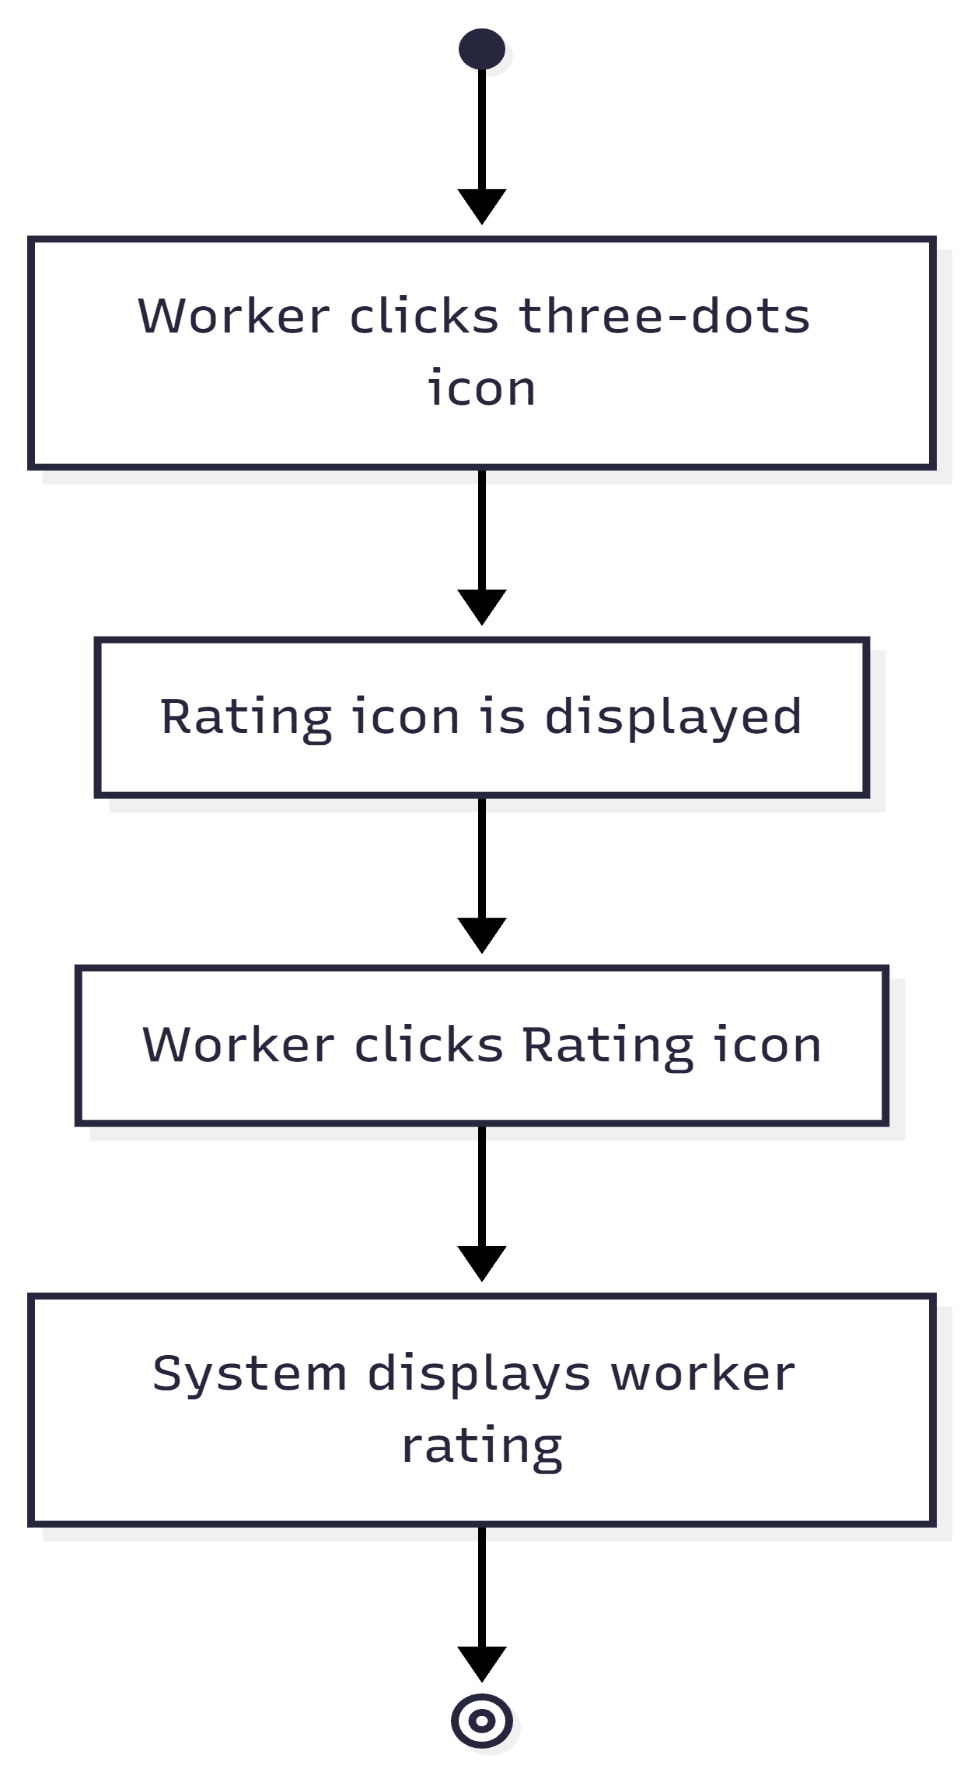 Worker clicks three-dots
icon
Rating icon is displayed
Worker clicks Rating icon
System displays worker
rating